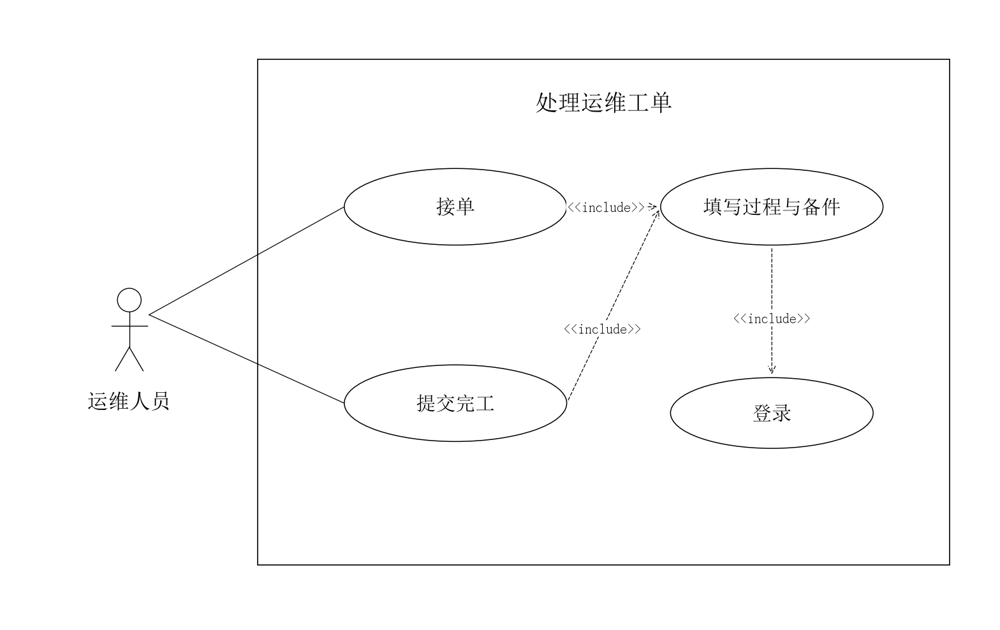 处理运维工单
接单
<<include>>
填写过程与备件
<<include>>
<<include>>
运维人员
提交完工
登录